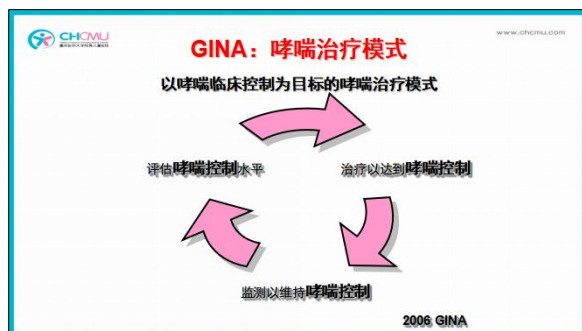 CHCMU
www.chcmu.com
GINA：哮喘治疗模式
以哮喘临床控制为目标的哮喘治疗模式
评估哮喘控制水平
治疗以达到哮喘控制
监测以维持哮喘控制
2006 GINA